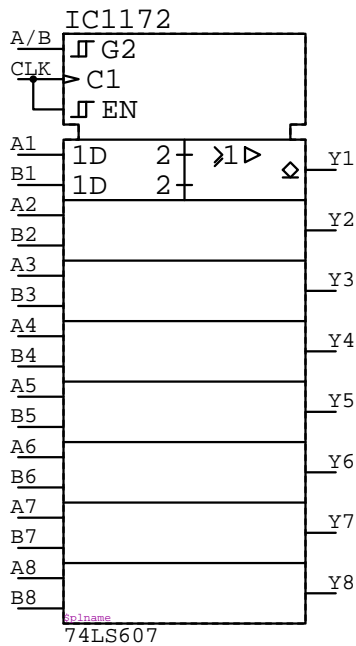 IC1172
A/B G2
CLK C1
EN
A1 1D 2 ≥1 Y1
B1 1D 2
A2
B2 Y2
A3
B3 Y3
A4
B4 Y4
A5
B5 Y5
A6
B6 Y6
A7
B7 Y7
A8
B8 Y8
$plname
74LS607